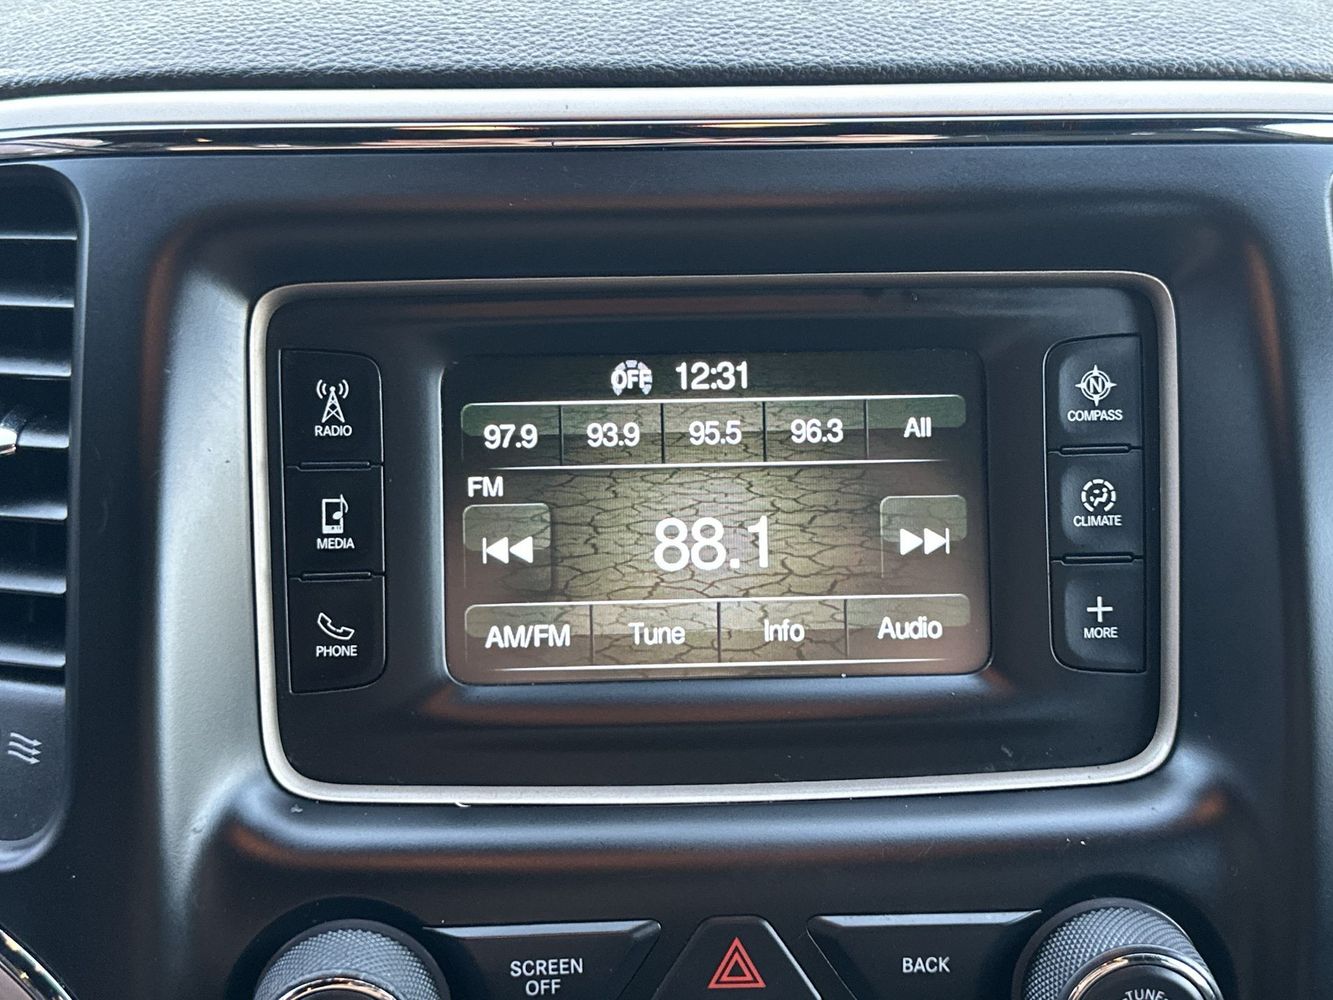 OFF 12:31
97.9 93.9 95.5 96.3 All
FM
88.1
AM/FM Tune Info Audio
RADIO
MEDIA
PHONE
N
COMPASS
CLIMATE
MORE
SCREEN
OFF
BACK
TUNE